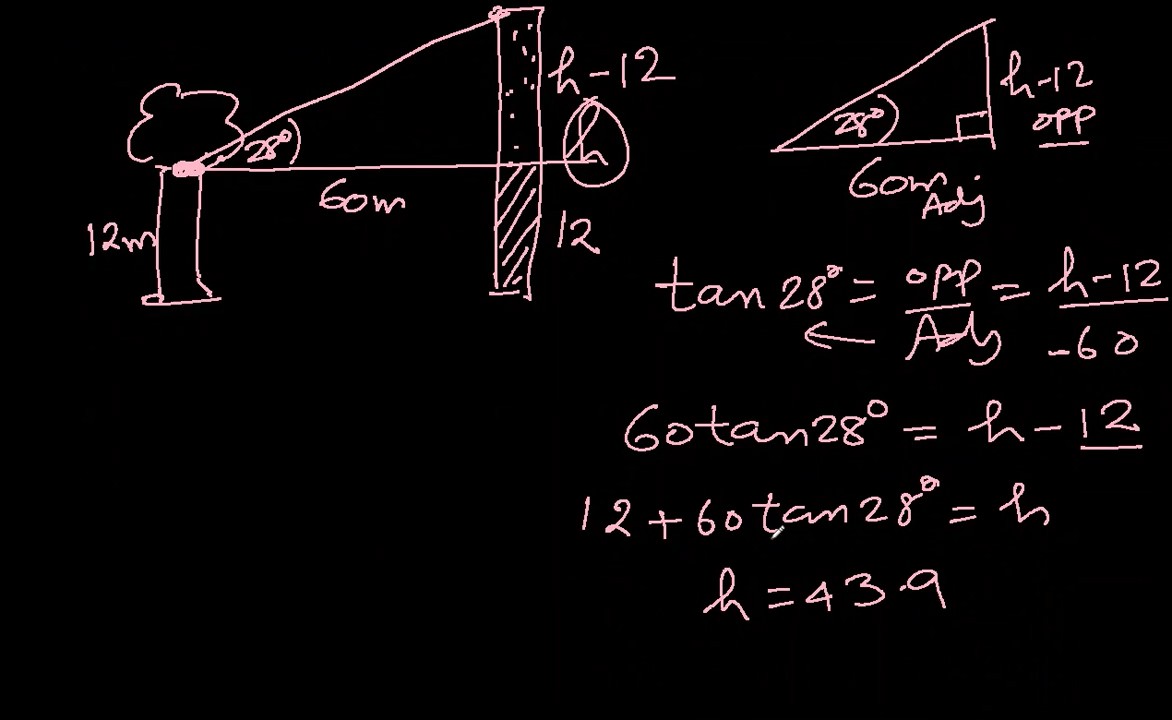 h-12
28°
h
60m
12m
12
28°
h-12
opp
60m
Adj
tan 28° = opp/Adj = h-12/-60
60tan28° = h-12
12+60tan28° = h
h = 43.9